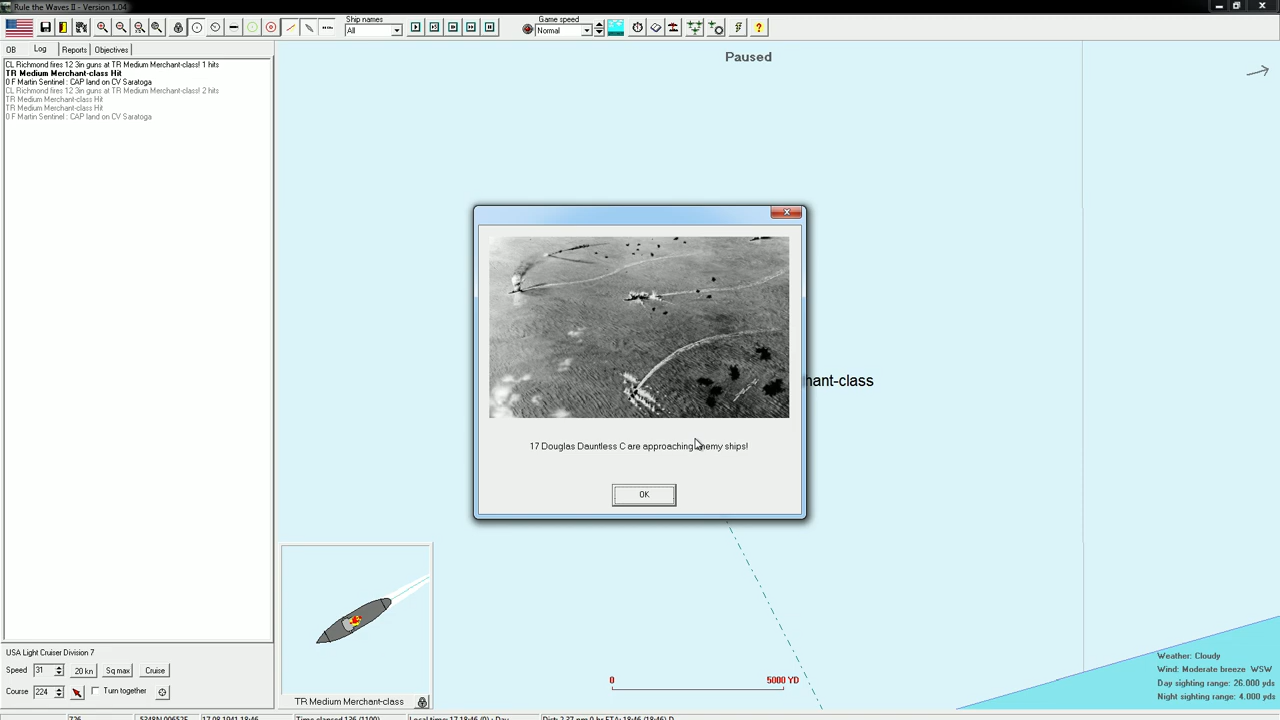 Rule the Waves II - Version 1.04
Ship names
All
Game speed
Normal
OB Log Reports Objectives
CL Richmond fires 12 3in guns at TR Medium Merchant-class! 1 hits
TR Medium Merchant-class Hit
0 F Martin Sentinel : CAP land on CV Saratoga
CL Richmond fires 12 3in guns at TR Medium Merchant-class! 2 hits
TR Medium Merchant-class Hit
TR Medium Merchant-class Hit
0 F Martin Sentinel : CAP land on CV Saratoga
Paused
hant-class
17 Douglas Dauntless C are approaching enemy ships!
OK
USA Light Cruiser Division 7
Speed 31 20 kn Sq max Cruise
Course 224 Turn together
TR Medium Merchant-class
0 5000 YD
Weather: Cloudy
Wind: Moderate breeze WSW
Day sighting range: 26.000 yds
Night sighting range: 4.000 yds